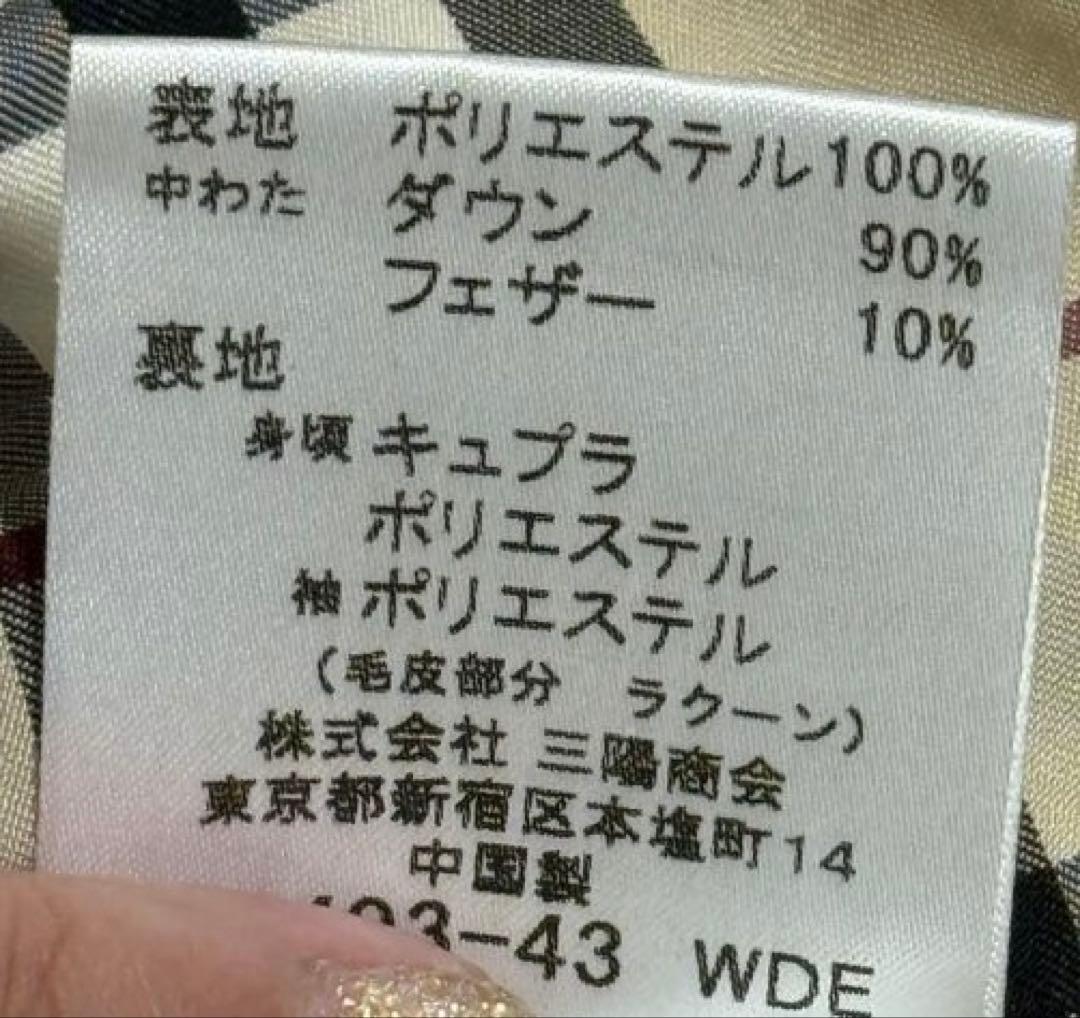 表地 ポリエステル100%
中わた ダウン 90%
フェザー 10%
裏地
身頃 キュプラ
ポリエステル
袖 ポリエステル
(毛皮部分 ラクーン)
株式会社 三陽商会
東京都新宿区本塩町14
中国製
3-43 WDE